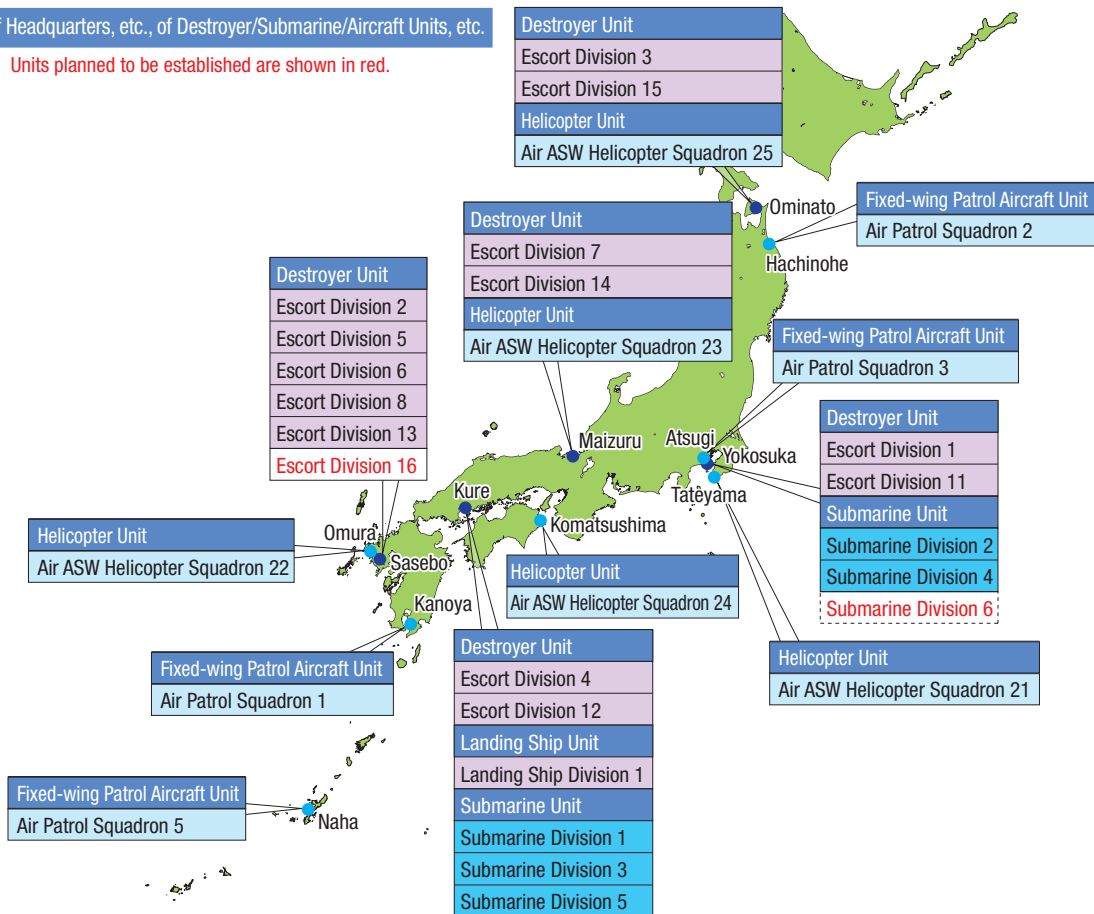 Headquarters, etc., of Destroyer/Submarine/Aircraft Units, etc.
Units planned to be established are shown in red.
Destroyer Unit
Escort Division 3
Escort Division 15
Helicopter Unit
Air ASW Helicopter Squadron 25
Ominato
Fixed-wing Patrol Aircraft Unit
Air Patrol Squadron 2
Hachinohe
Destroyer Unit
Escort Division 7
Escort Division 14
Helicopter Unit
Air ASW Helicopter Squadron 23
Maizuru
Destroyer Unit
Escort Division 2
Escort Division 5
Escort Division 6
Escort Division 8
Escort Division 13
Escort Division 16
Fixed-wing Patrol Aircraft Unit
Air Patrol Squadron 3
Atsugi
Yokosuka
Tateyama
Destroyer Unit
Escort Division 1
Escort Division 11
Submarine Unit
Submarine Division 2
Submarine Division 4
Submarine Division 6
Kure
Komatsushima
Helicopter Unit
Air ASW Helicopter Squadron 22
Omura
Sasebo
Kanoya
Helicopter Unit
Air ASW Helicopter Squadron 24
Helicopter Unit
Air ASW Helicopter Squadron 21
Fixed-wing Patrol Aircraft Unit
Air Patrol Squadron 1
Destroyer Unit
Escort Division 4
Escort Division 12
Landing Ship Unit
Landing Ship Division 1
Submarine Unit
Submarine Division 1
Submarine Division 3
Submarine Division 5
Fixed-wing Patrol Aircraft Unit
Air Patrol Squadron 5
Naha